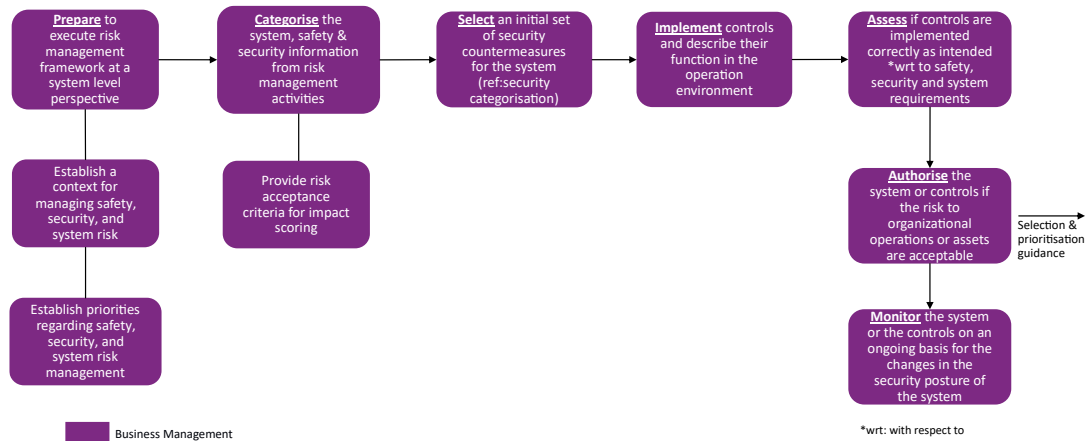 Prepare to
execute risk
management
framework at a
system level
perspective
Categorise the
system, safety &
security information
from risk
management
activities
Select an initial set
of security
countermeasures
for the system
(ref:security
categorisation)
Implement controls
and describe their
function in the
operation
environment
Assess if controls are
implemented
correctly as intended
*wrt to safety,
security and system
requirements
Establish a
context for
managing safety,
security, and
system risk
Provide risk
acceptance
criteria for impact
scoring
Authorise the
system or controls if
the risk to
organizational
operations or assets
are acceptable
Selection &
prioritisation
guidance
Establish priorities
regarding safety,
security, and
system risk
management
Monitor the system
or the controls on an
ongoing basis for the
changes in the
security posture of
the system
Business Management
*wrt: with respect to